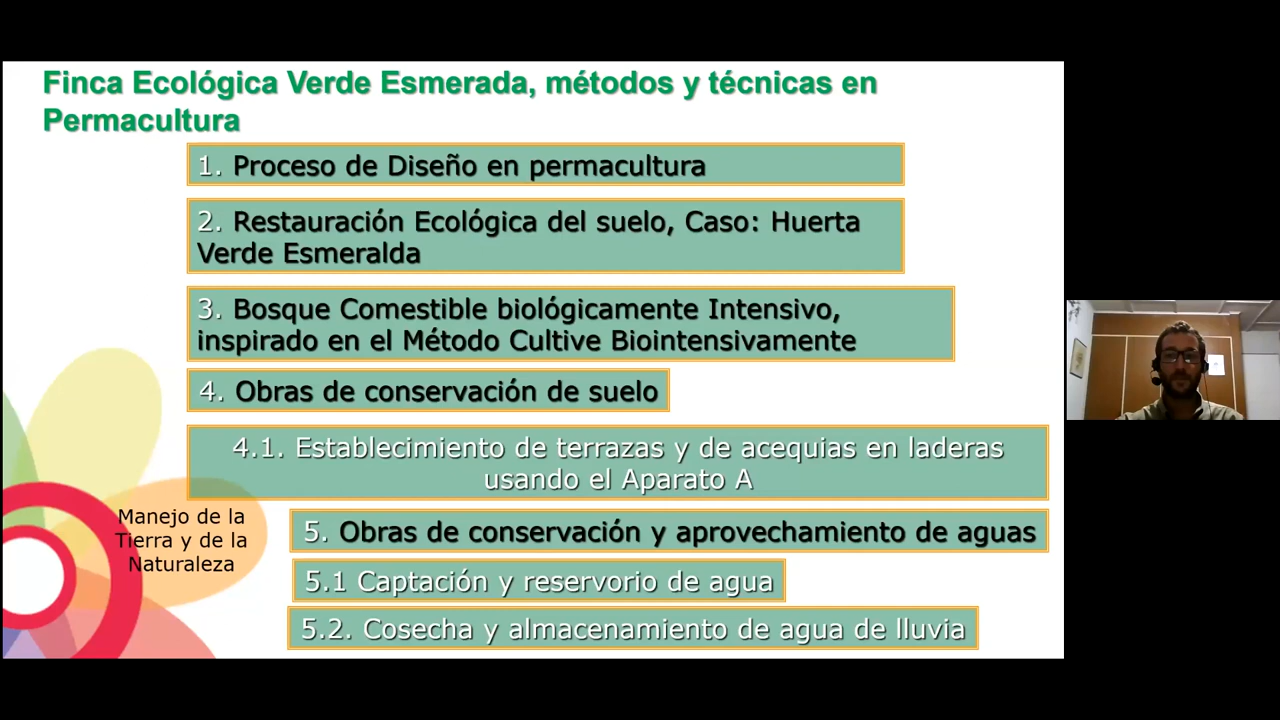 Finca Ecológica Verde Esmerada, métodos y técnicas en
Permacultura
1. Proceso de Diseño en permacultura
2. Restauración Ecológica del suelo, Caso: Huerta
Verde Esmeralda
3. Bosque Comestible biológicamente Intensivo,
inspirado en el Método Cultive Biointensivamente
4. Obras de conservación de suelo
4.1. Establecimiento de terrazas y de acequias en laderas
usando el Aparato A
Manejo de la
Tierra y de la
Naturaleza
5. Obras de conservación y aprovechamiento de aguas
5.1 Captación y reservorio de agua
5.2. Cosecha y almacenamiento de agua de lluvia